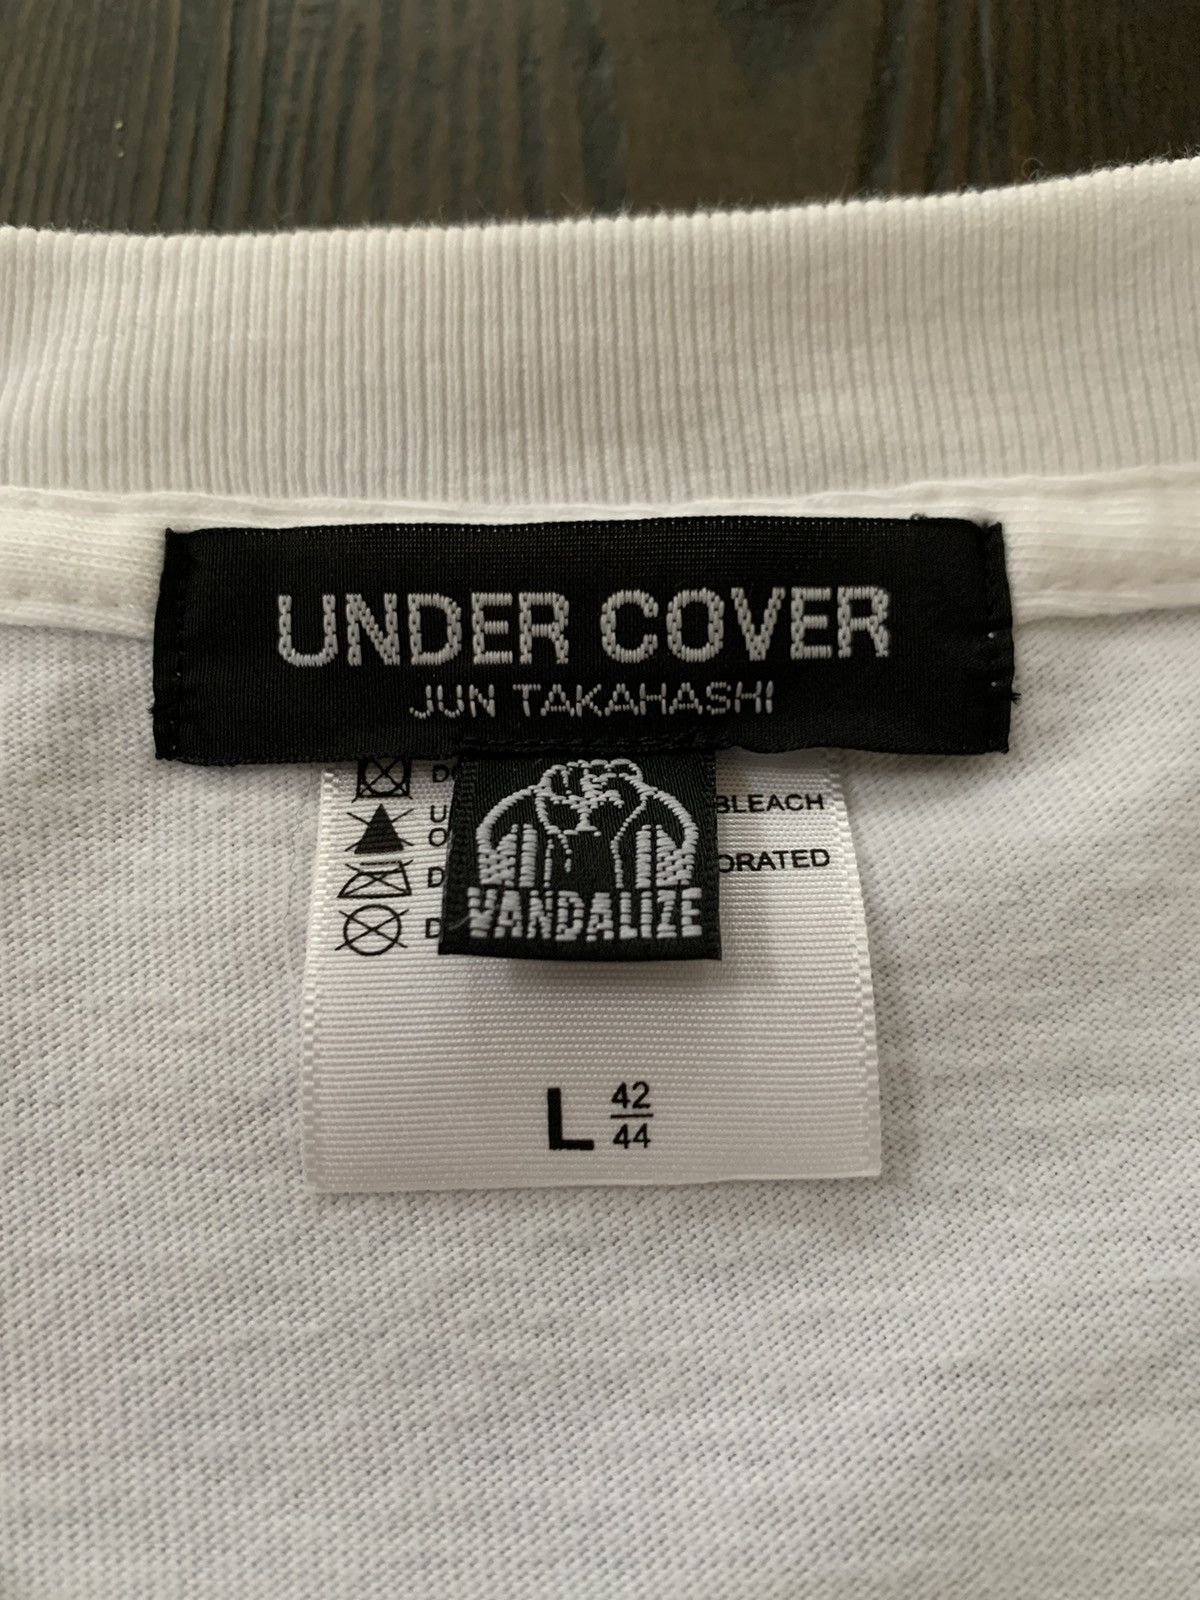 UNDER COVER
JUN TAKAHASHI
BLEACH
VANDALIZE
L 42
44